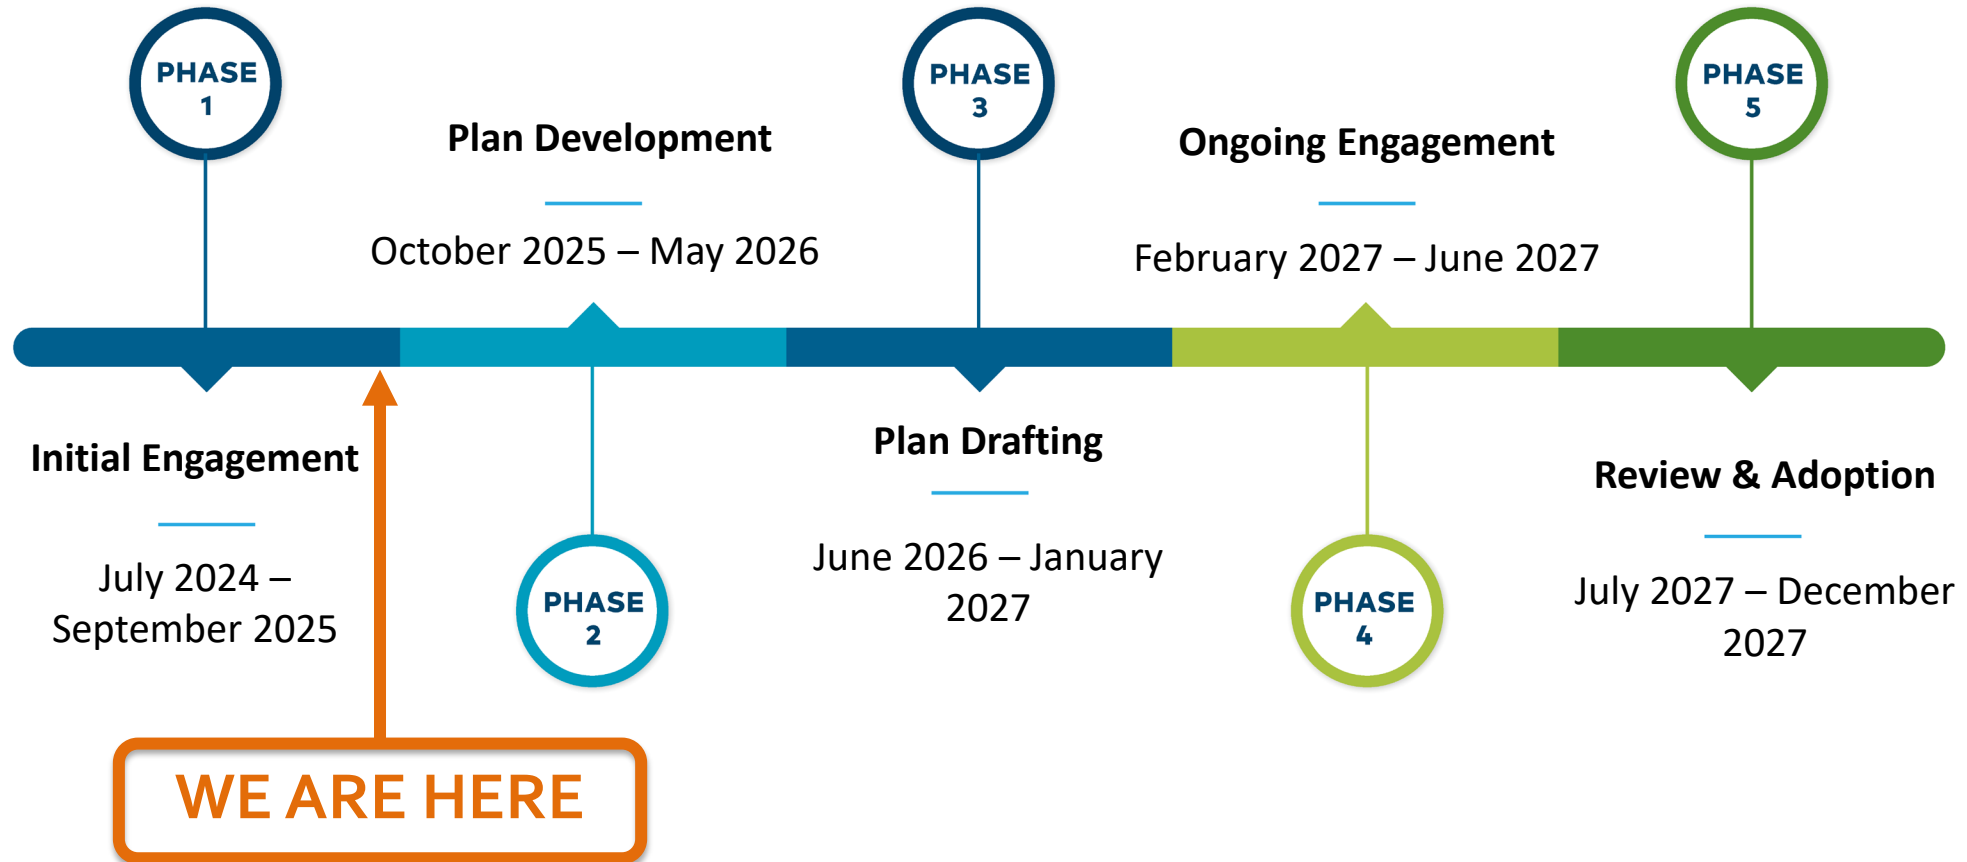 PHASE
1
Initial Engagement
July 2024 –
September 2025
Plan Development
October 2025 – May 2026
PHASE
2
PHASE
3
Plan Drafting
June 2026 – January
2027
Ongoing Engagement
February 2027 – June 2027
PHASE
4
PHASE
5
Review & Adoption
July 2027 – December
2027
WE ARE HERE